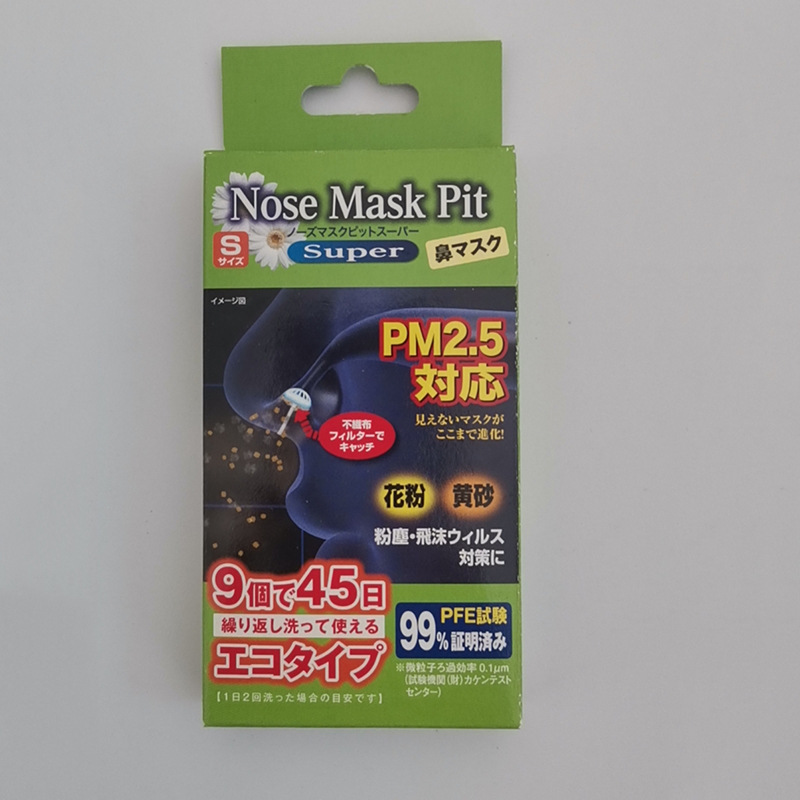 Nose Mask Pit
ノーズマスクピットスーパー
S
サイズ
Super
鼻マスク
イメージ図
PM2.5
対応
見えないマスクが
ここまで進化!
不織布
フィルターで
キャッチ
花粉 黄砂
粉塵・飛沫ウィルス
対策に
9個で45日
繰り返し洗って使える
エコタイプ
【1日2回洗った場合の目安です】
PFE試験
99%証明済み
※微粒子ろ過効率 0.1μm
(試験機関(財)カケンテスト
センター)